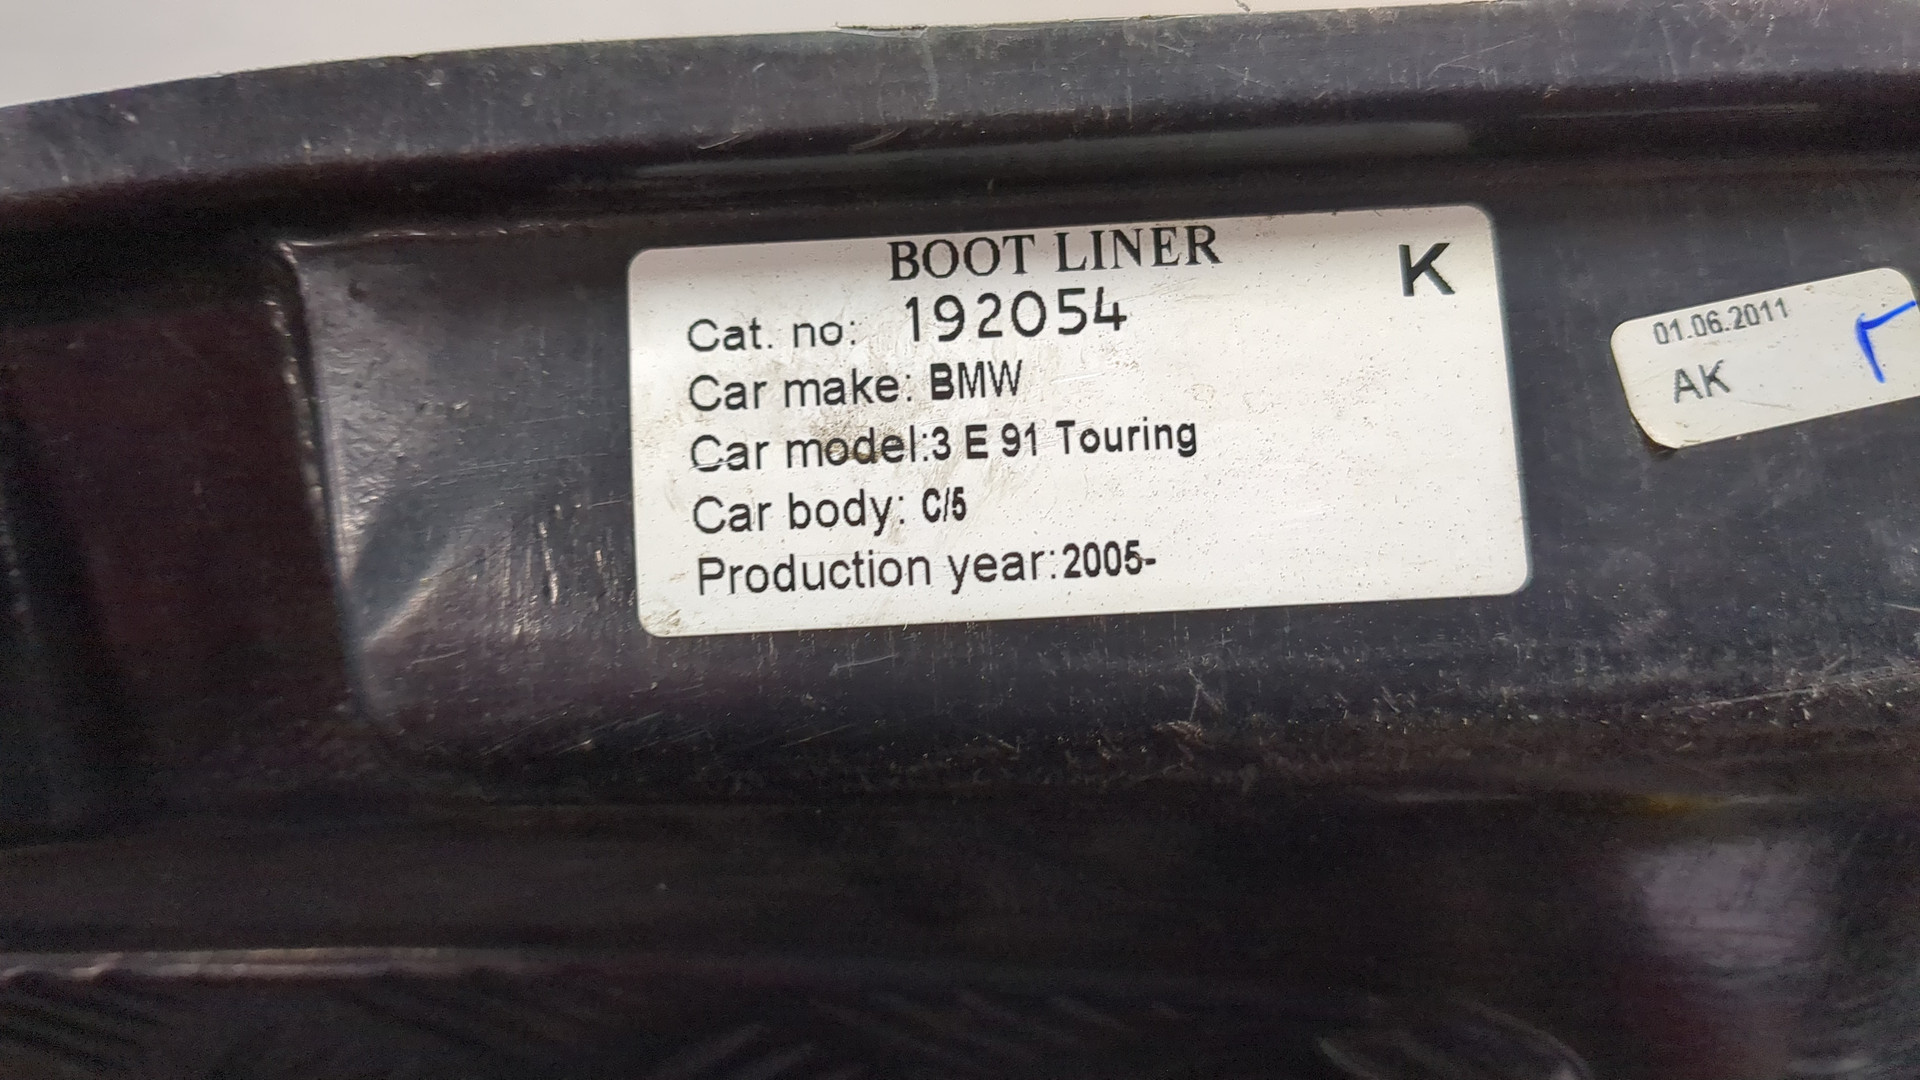 BOOT LINER
K
Cat. no: 192054
Car make: BMW
Car model:3 E 91 Touring
Car body: C/5
Production year:2005-
01.06.2011
AK